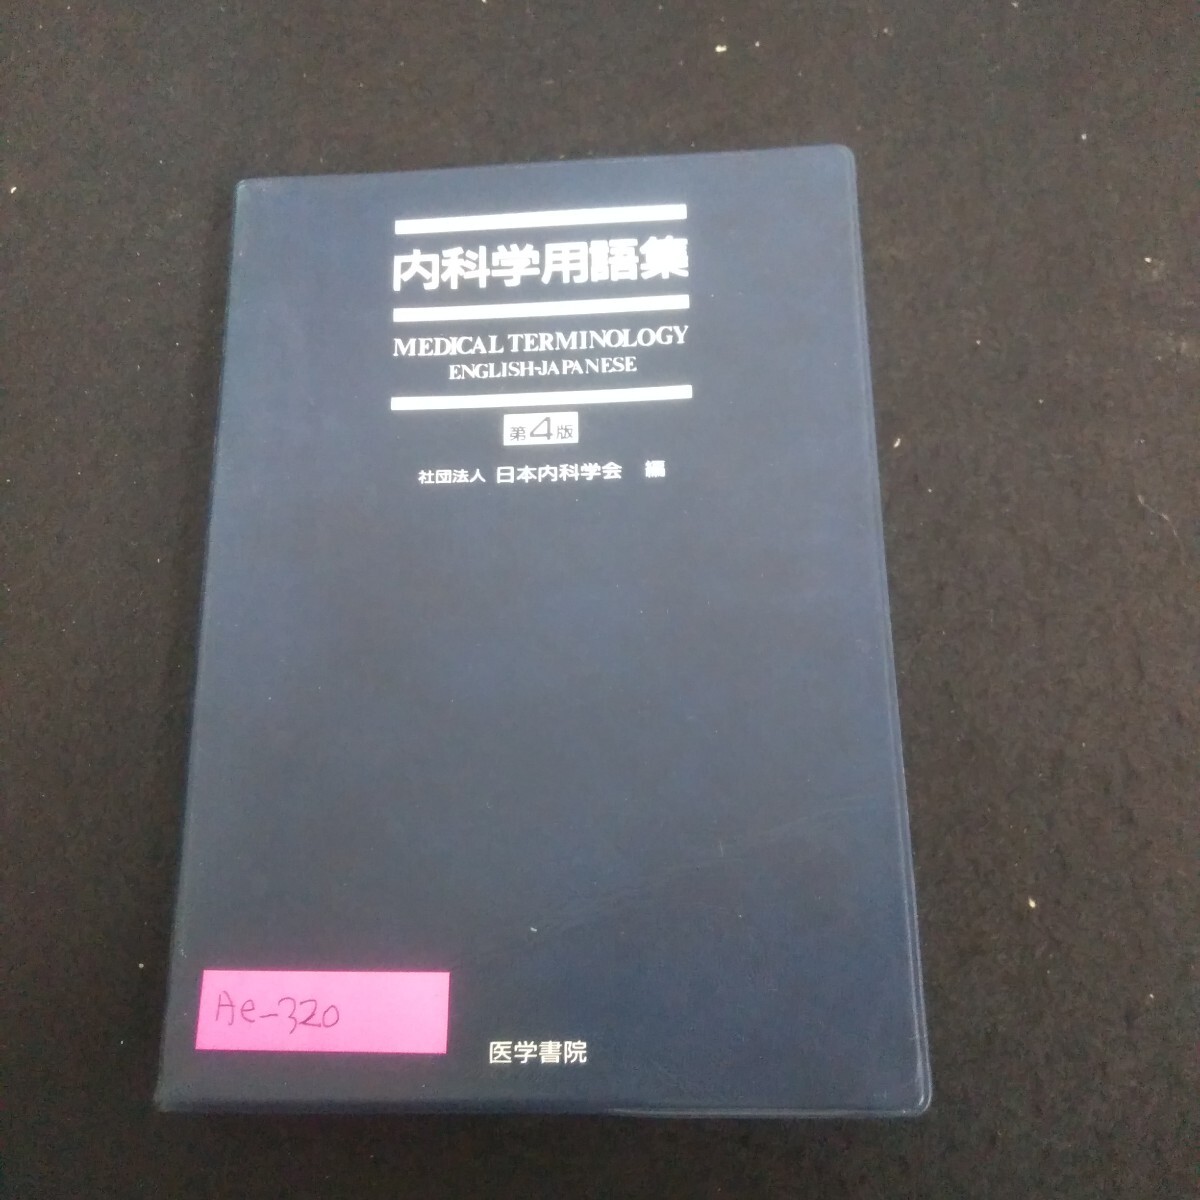 内科学用語集
MEDICAL TERMINOLOGY
ENGLISH-JAPANESE
第4版
社団法人 日本内科学会 編
Ae-320
医学書院